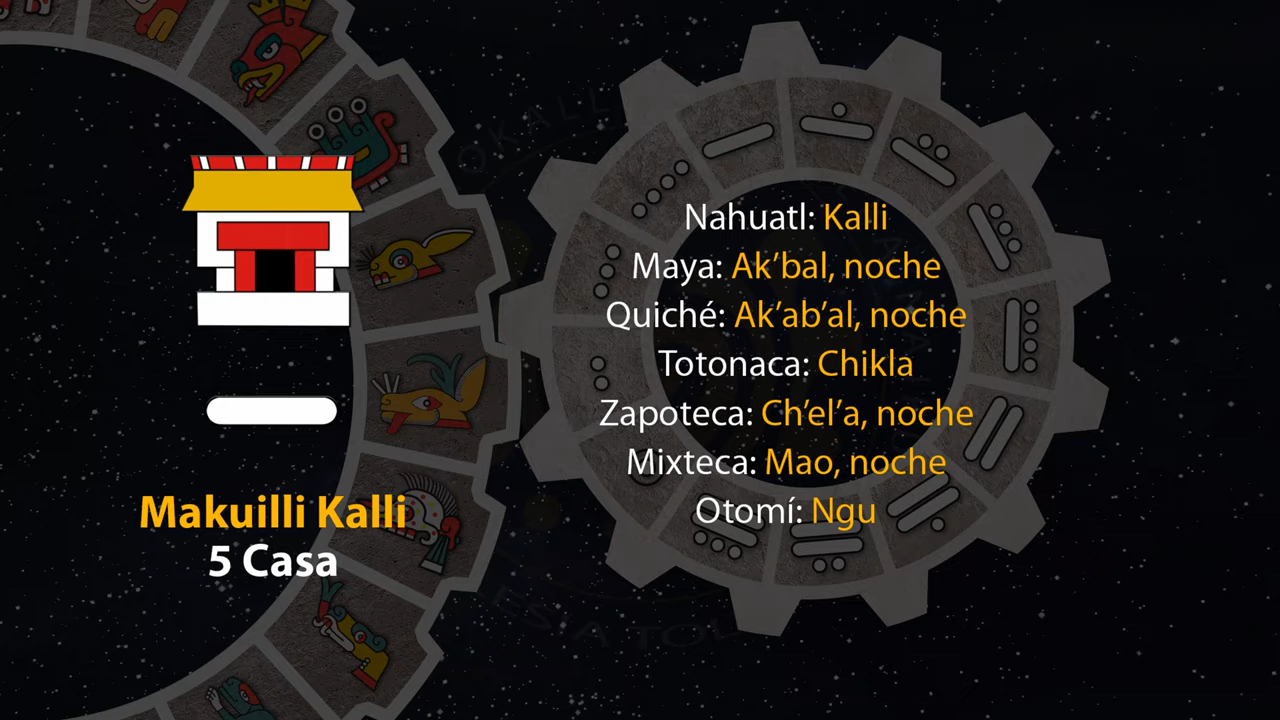 Makuilli Kalli
5 Casa
Nahuatl: Kalli
Maya: Ak’bal, noche
Quiché: Ak’ab’al, noche
Totonaca: Chikla
Zapoteca: Ch’el’a, noche
Mixteca: Mao, noche
Otomí: Ngu